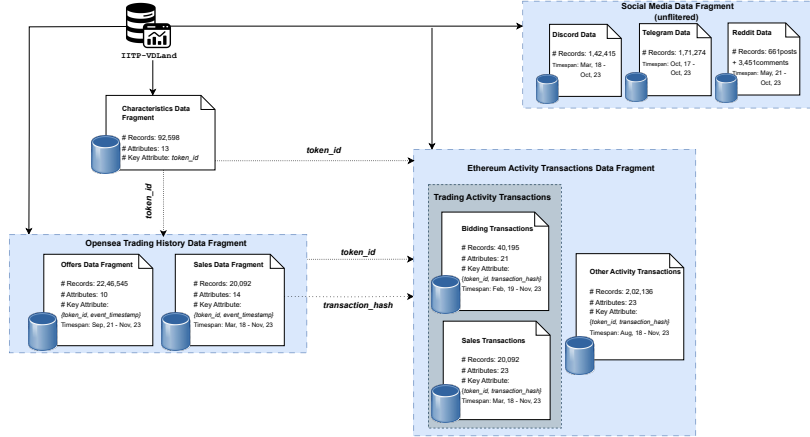 IITP-VDLand
Social Media Data Fragment
(unfiltered)
Discord Data
# Records: 1,42,415
Timespan: Mar, 18 -
Oct, 23
Telegram Data
# Records: 1,71,274
Timespan: Oct, 17 -
Oct, 23
Reddit Data
# Records: 661posts
+ 3,451comments
Timespan: May, 21 -
Oct, 23
Characteristics Data
Fragment
# Records: 92,598
# Attributes: 13
# Key Attribute: token_id
token_id
token_id
Opensea Trading History Data Fragment
Offers Data Fragment
# Records: 22,46,545
# Attributes: 10
# Key Attribute:
{token_id, event_timestamp}
Timespan: Sep, 21 - Nov, 23
Sales Data Fragment
# Records: 20,092
# Attributes: 14
# Key Attribute:
{token_id, event_timestamp}
Timespan: Mar, 18 - Nov, 23
token_id
transaction_hash
Ethereum Activity Transactions Data Fragment
Trading Activity Transactions
Bidding Transactions
# Records: 40,195
# Attributes: 21
# Key Attribute:
{token_id, transaction_hash}
Timespan: Feb, 19 - Nov, 23
Sales Transactions
# Records: 20,092
# Attributes: 23
# Key Attribute:
{token_id, transaction_hash}
Timespan: Mar, 18 - Nov, 23
Other Activity Transactions
# Records: 2,02,136
# Attributes: 23
# Key Attribute:
{token_id, transaction_hash}
Timespan: Aug, 18 - Nov, 23